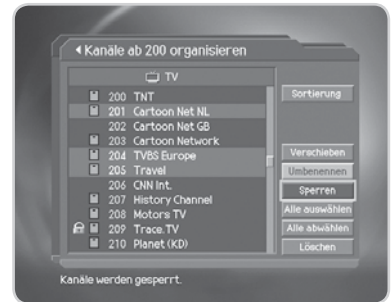 Kanäle ab 200 organisieren
TV
200 TNT
201 Cartoon Net NL
202 Cartoon Net GB
203 Cartoon Network
204 TVBS Europe
205 Travel
206 CNN Int.
207 History Channel
208 Motors TV
209 Trace.TV
210 Planet (KD)
Sortierung
Verschieben
Umbenennen
Sperren
Alle auswählen
Alle abwählen
Löschen
Kanäle werden gesperrt.